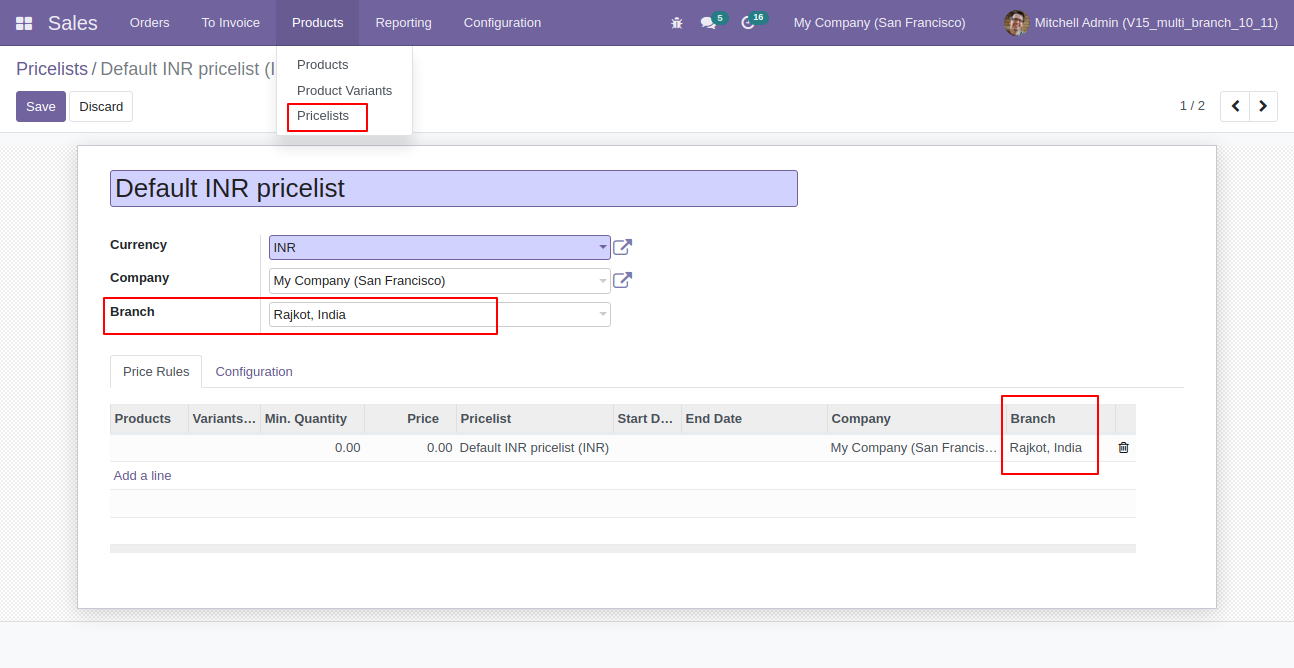 Sales Orders To Invoice Products Reporting Configuration 5 16 My Company (San Francisco) Mitchell Admin (V15_multi_branch_10_11)
Pricelists / Default INR pricelist (I
Products
Product Variants
Pricelists
Save Discard
1 / 2
Default INR pricelist
Currency INR
Company My Company (San Francisco)
Branch Rajkot, India
Price Rules Configuration
Products Variants... Min. Quantity Price Pricelist Start D... End Date Company Branch
0.00 0.00 Default INR pricelist (INR) My Company (San Francis... Rajkot, India
Add a line